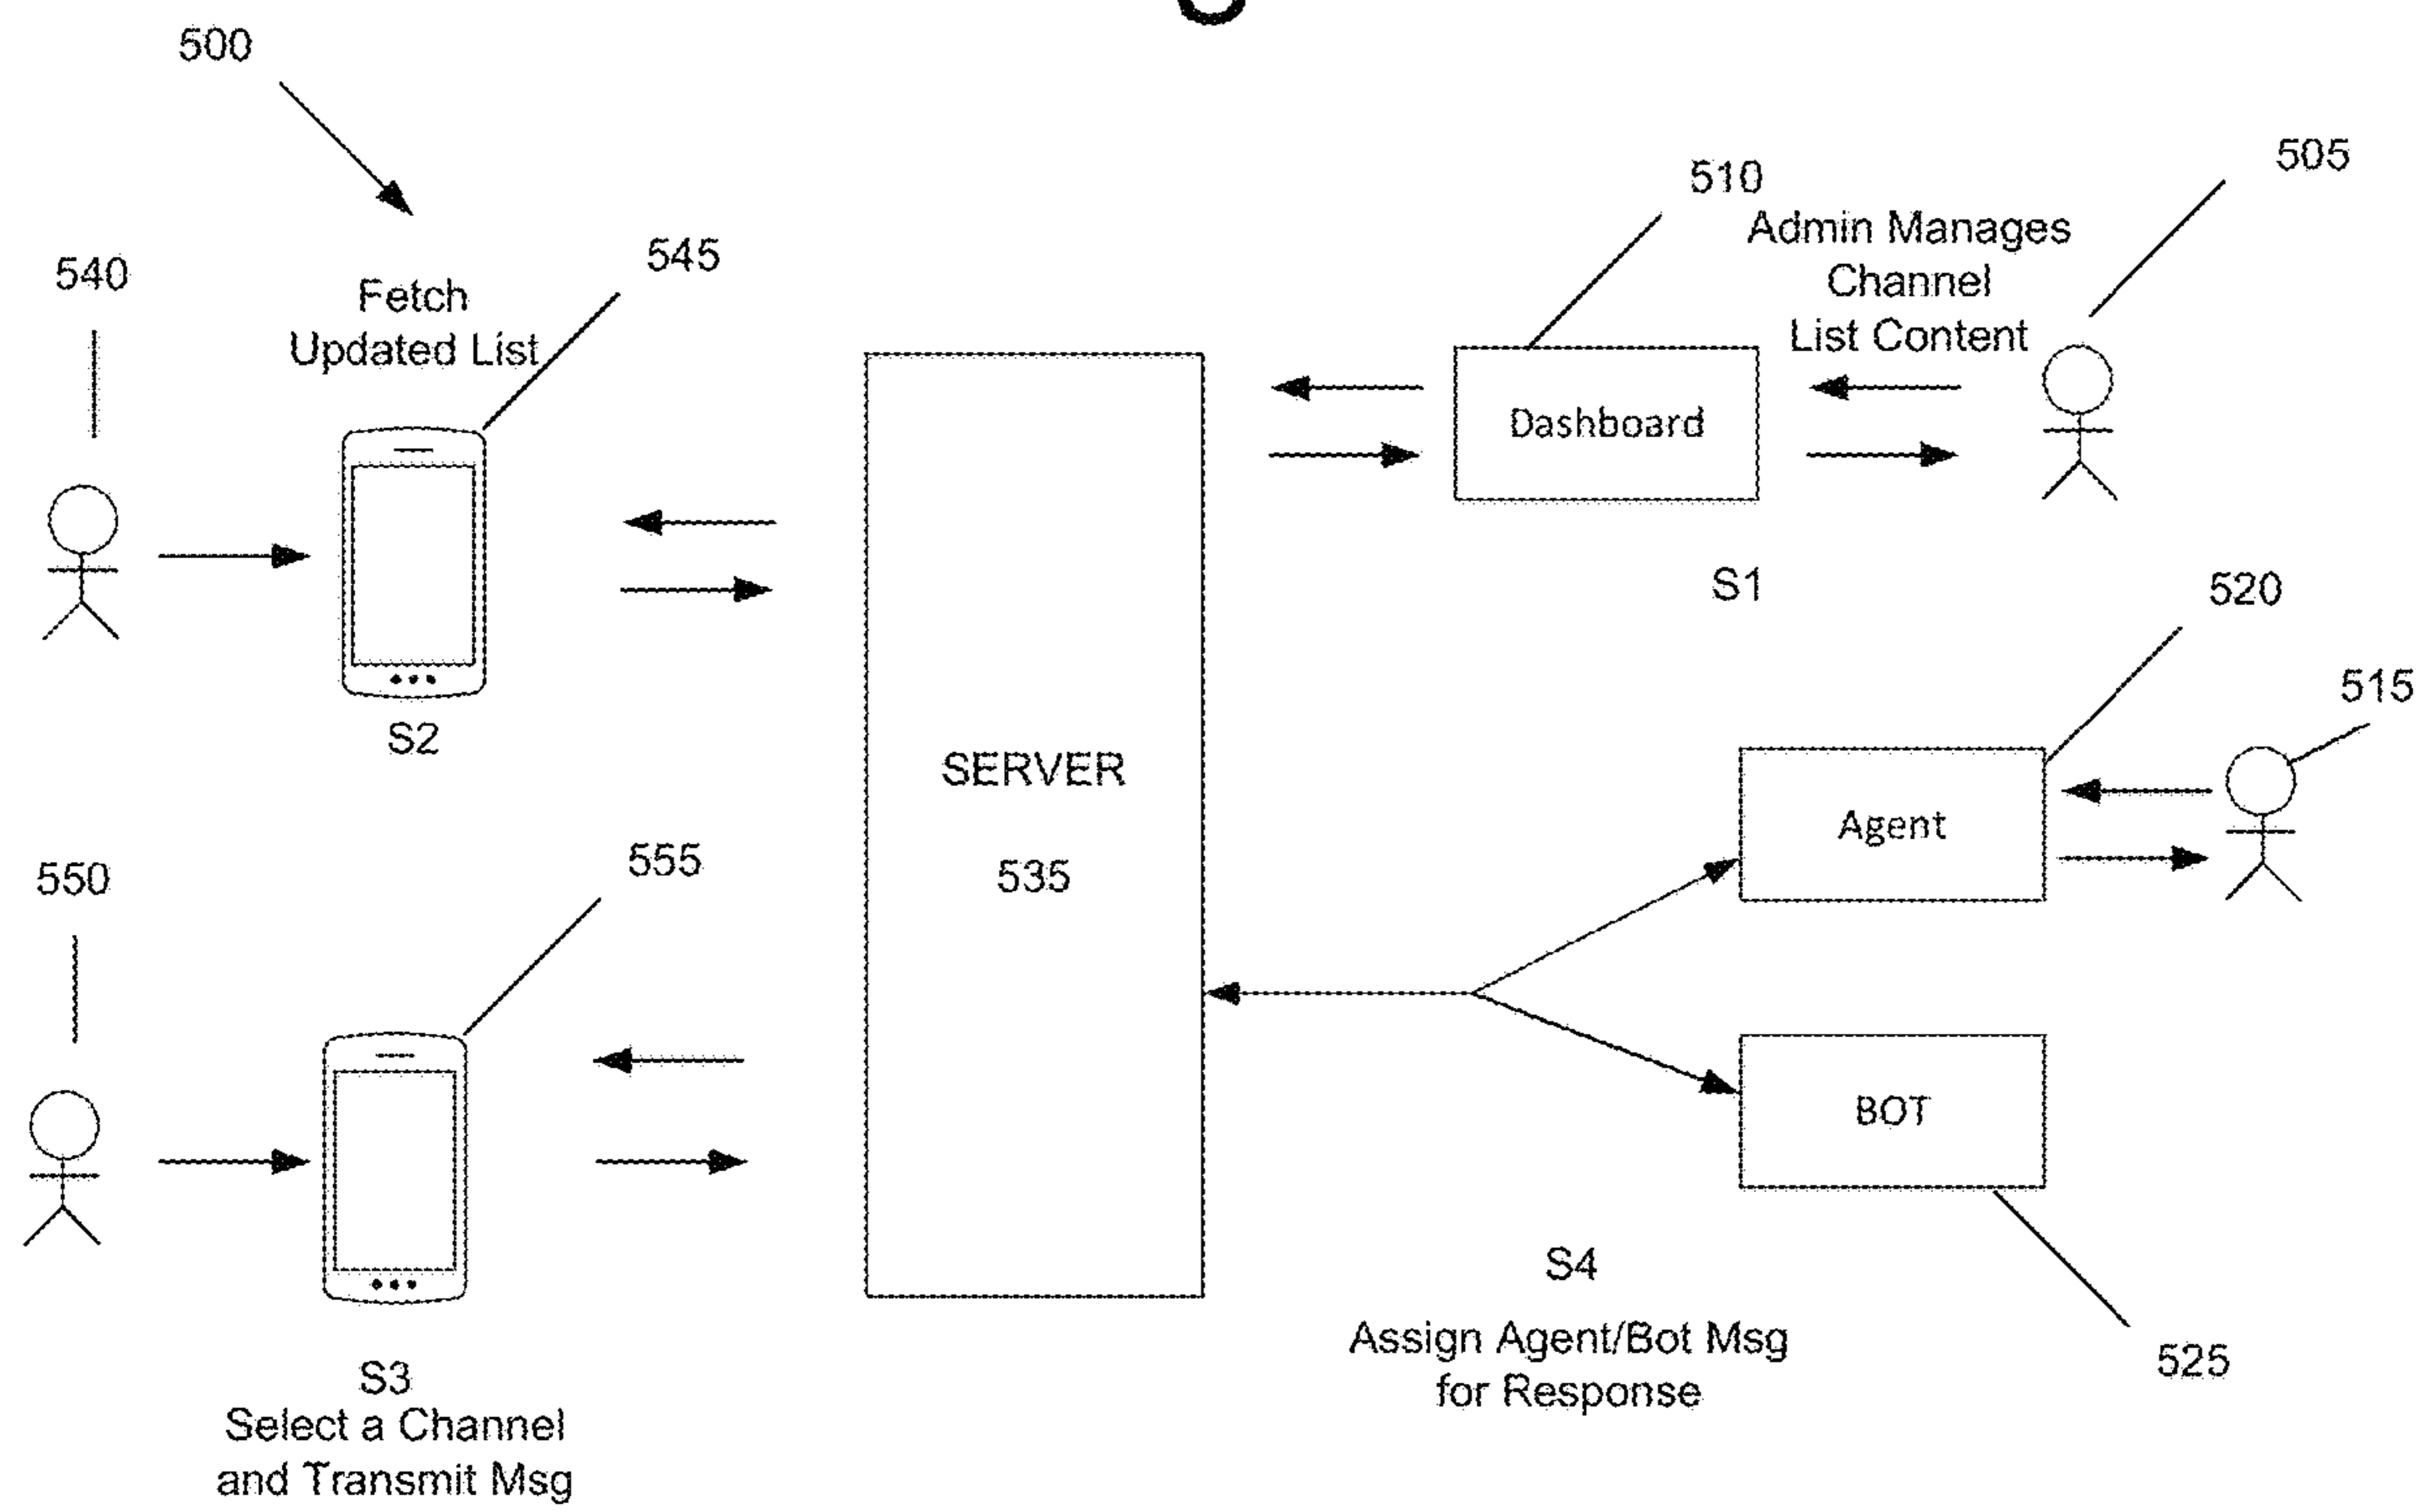 500
505
510
Admin Manages
Channel
List Content
540
Fetch
Updated List
545
Dashboard
S1
520
515
S2
SERVER
535
Agent
550
555
BOT
S4
Assign Agent/Bot Msg
for Response
525
S3
Select a Channel
and Transmit Msg